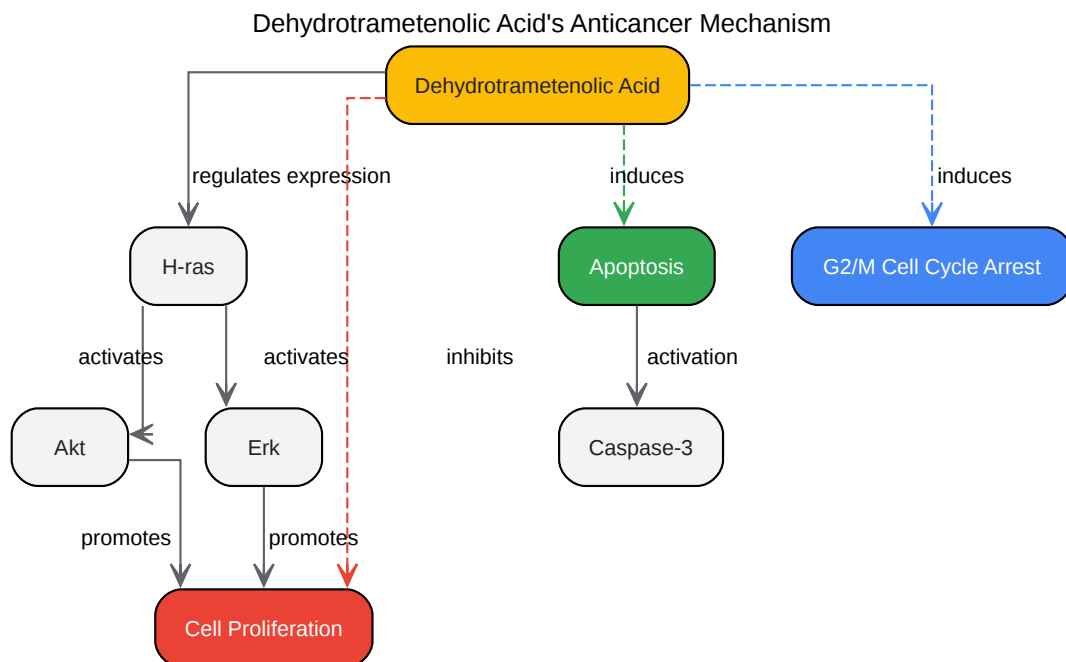 Dehydrotrametenolic Acid's Anticancer Mechanism
Dehydrotrametenolic Acid
regulates expression
induces
induces
H-ras
Apoptosis
G2/M Cell Cycle Arrest
activates
activates
inhibits
activation
Akt
Erk
Caspase-3
promotes
promotes
Cell Proliferation